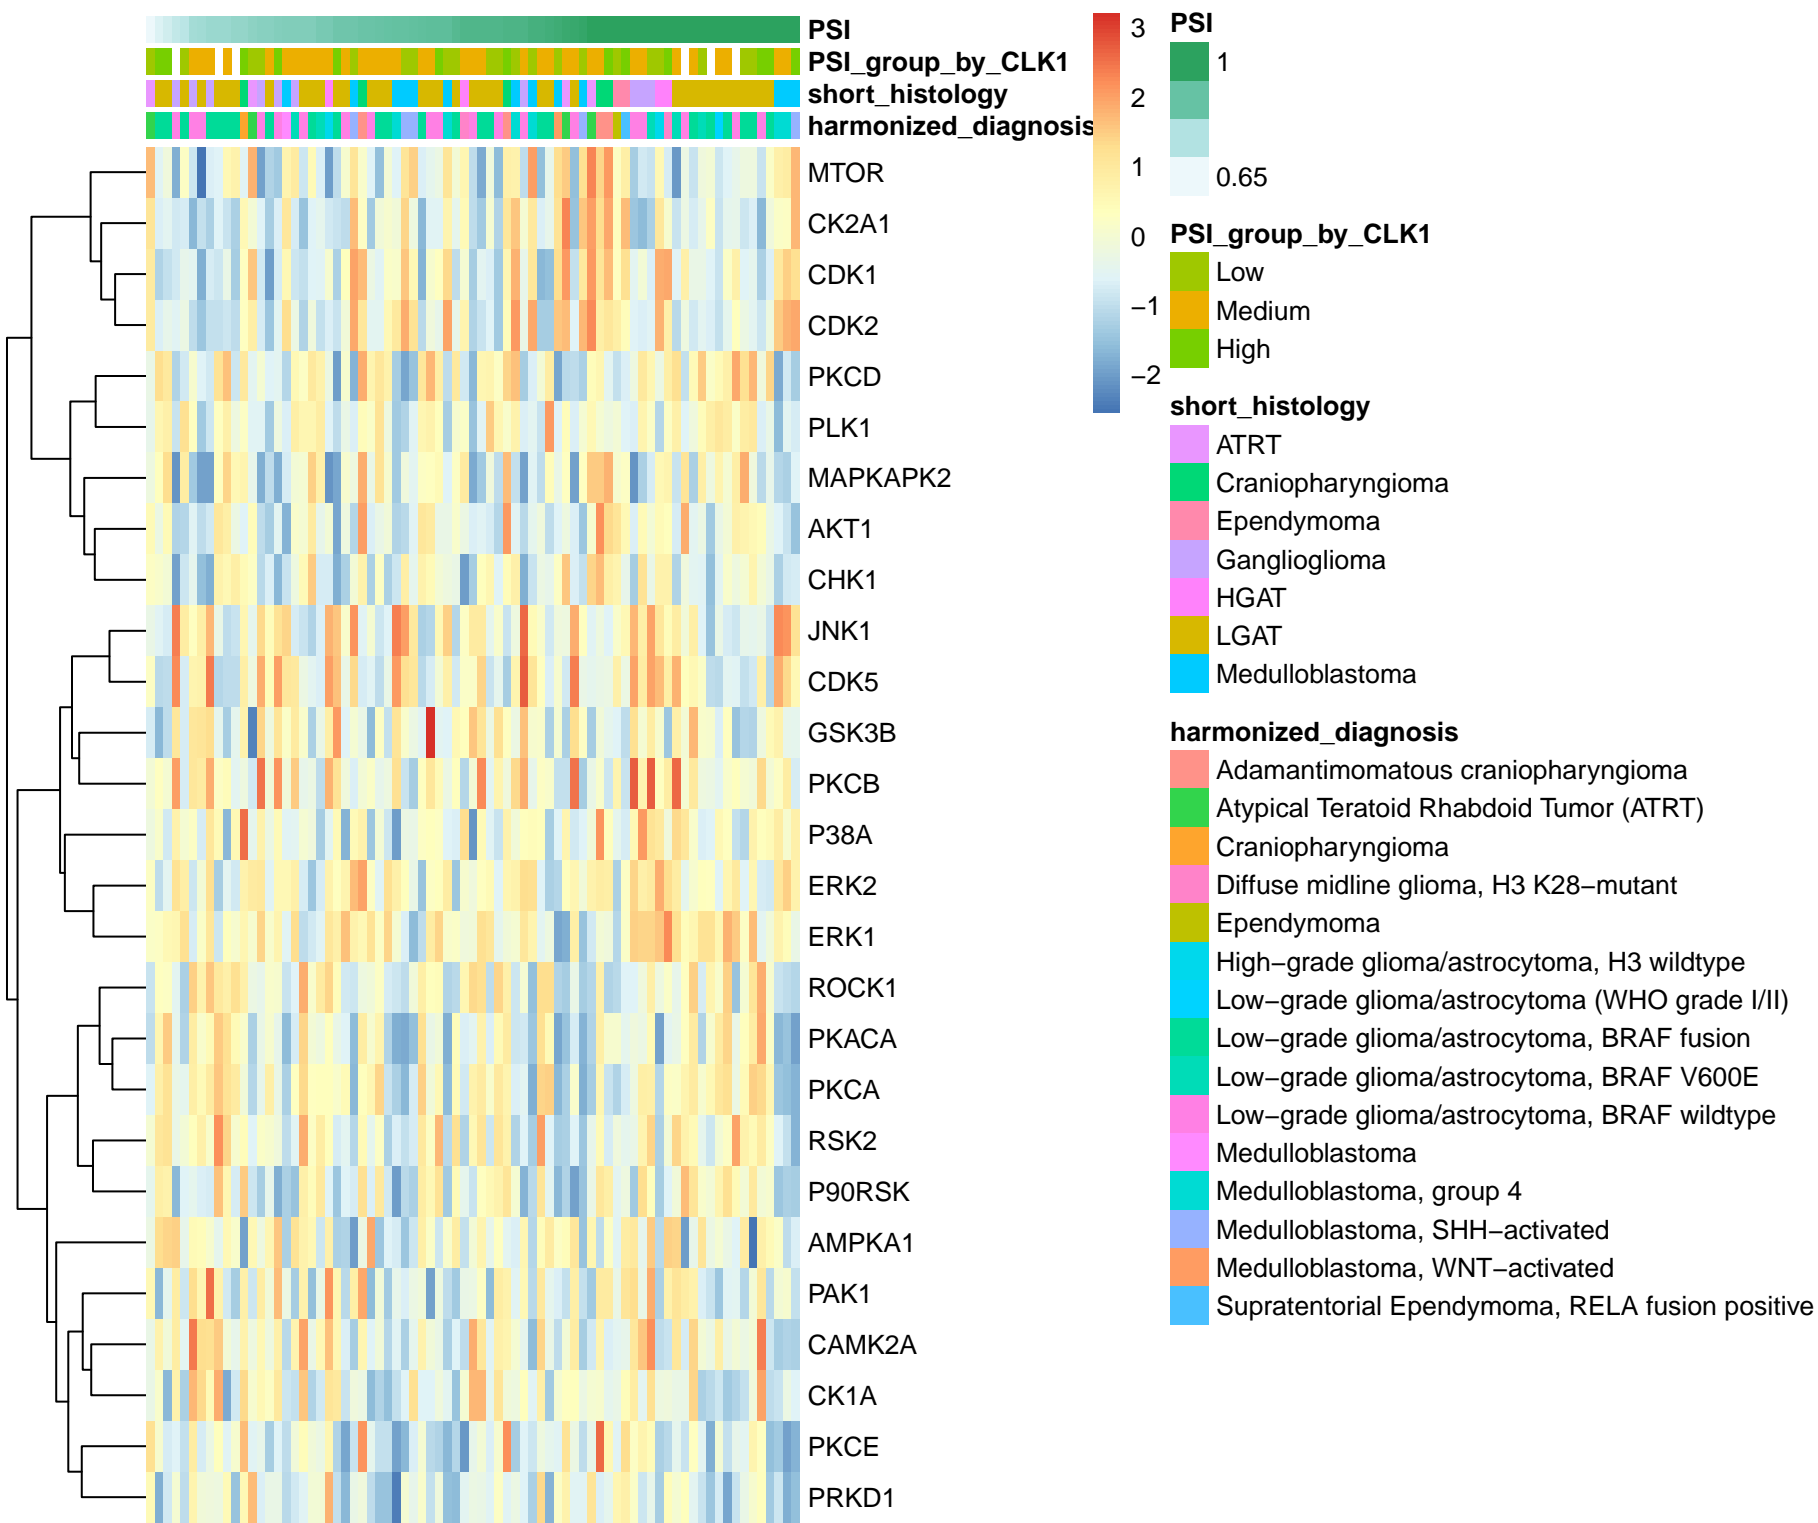 PSI
PSI_group_by_CLK1
short_histology
harmonized_diagnosis
MTOR
CK2A1
CDK1
CDK2
PKCD
PLK1
MAPKAPK2
AKT1
CHK1
JNK1
CDK5
GSK3B
PKCB
P38A
ERK2
ERK1
ROCK1
PKACA
PKCA
RSK2
P90RSK
AMPKA1
PAK1
CAMK2A
CK1A
PKCE
PRKD1
3
2
1
0
−1
−2
PSI
1
0.65
PSI_group_by_CLK1
Low
Medium
High
short_histology
ATRT
Craniopharyngioma
Ependymoma
Ganglioglioma
HGAT
LGAT
Medulloblastoma
harmonized_diagnosis
Adamantimomatous craniopharyngioma
Atypical Teratoid Rhabdoid Tumor (ATRT)
Craniopharyngioma
Diffuse midline glioma, H3 K28−mutant
Ependymoma
High−grade glioma/astrocytoma, H3 wildtype
Low−grade glioma/astrocytoma (WHO grade I/II)
Low−grade glioma/astrocytoma, BRAF fusion
Low−grade glioma/astrocytoma, BRAF V600E
Low−grade glioma/astrocytoma, BRAF wildtype
Medulloblastoma
Medulloblastoma, group 4
Medulloblastoma, SHH−activated
Medulloblastoma, WNT−activated
Supratentorial Ependymoma, RELA fusion positive